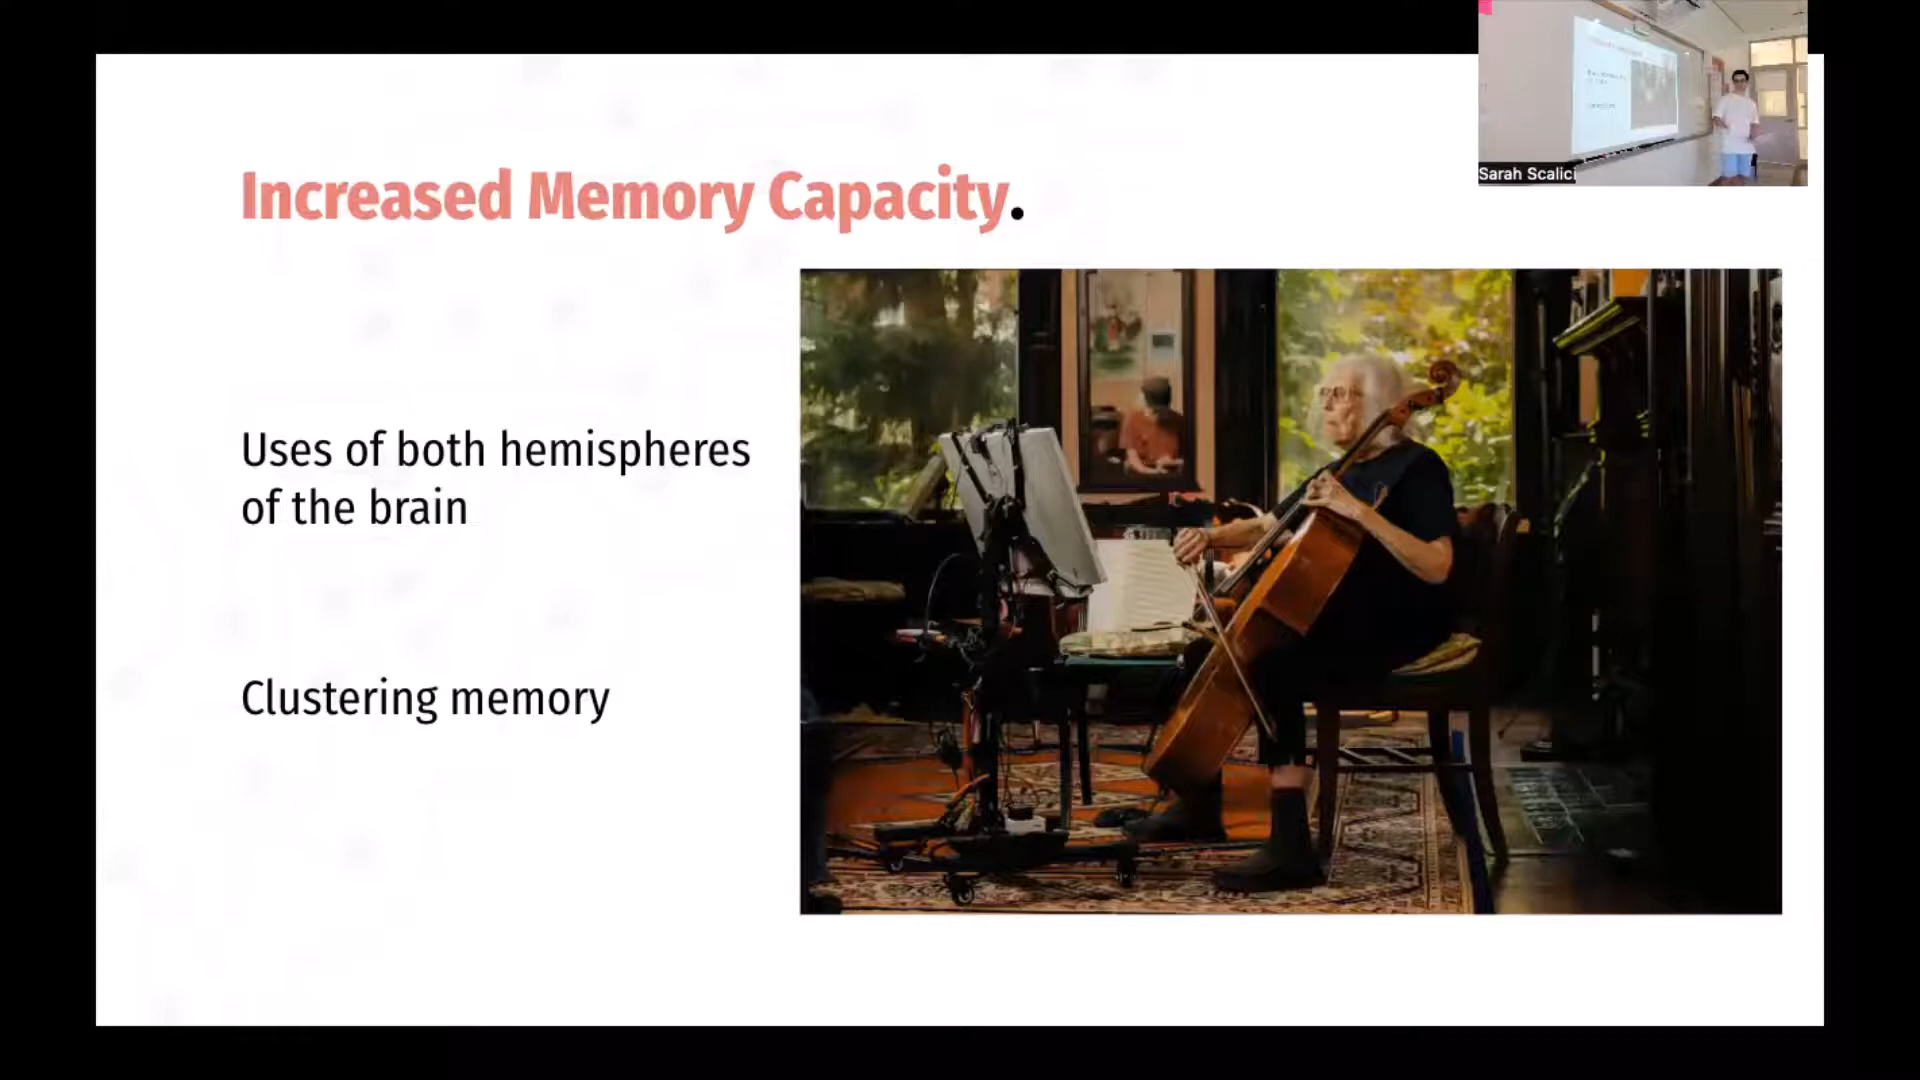 Increased Memory Capacity.
Sarah Scalici
Uses of both hemispheres
of the brain
Clustering memory